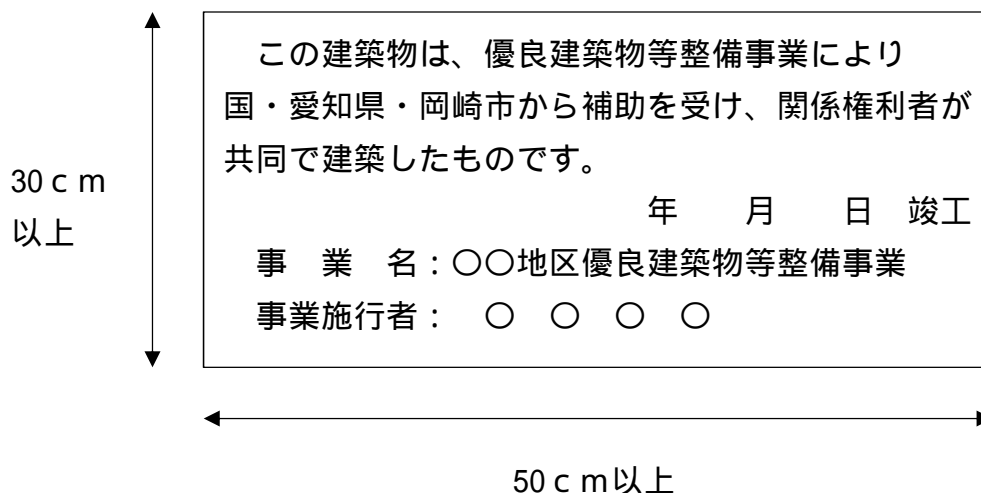 この建築物は、優良建築物等整備事業により
国・愛知県・岡崎市から補助を受け、関係権利者が
共同で建築したものです。
年　　月　　日　竣工
事　業　名：○○地区優良建築物等整備事業
事業施行者：　○　○　○　○
30ｃｍ
以上
50ｃｍ以上